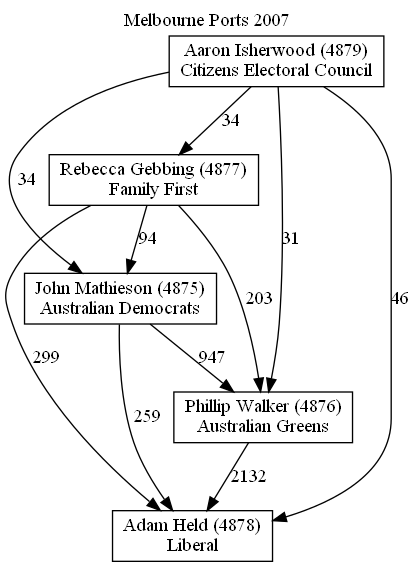 Melbourne Ports 2007
Aaron Isherwood (4879)
Citizens Electoral Council
34
Rebecca Gebbing (4877)
Family First
34
94
31
John Mathieson (4875)
Australian Democrats
203
46
299
947
259
Phillip Walker (4876)
Australian Greens
2132
Adam Held (4878)
Liberal